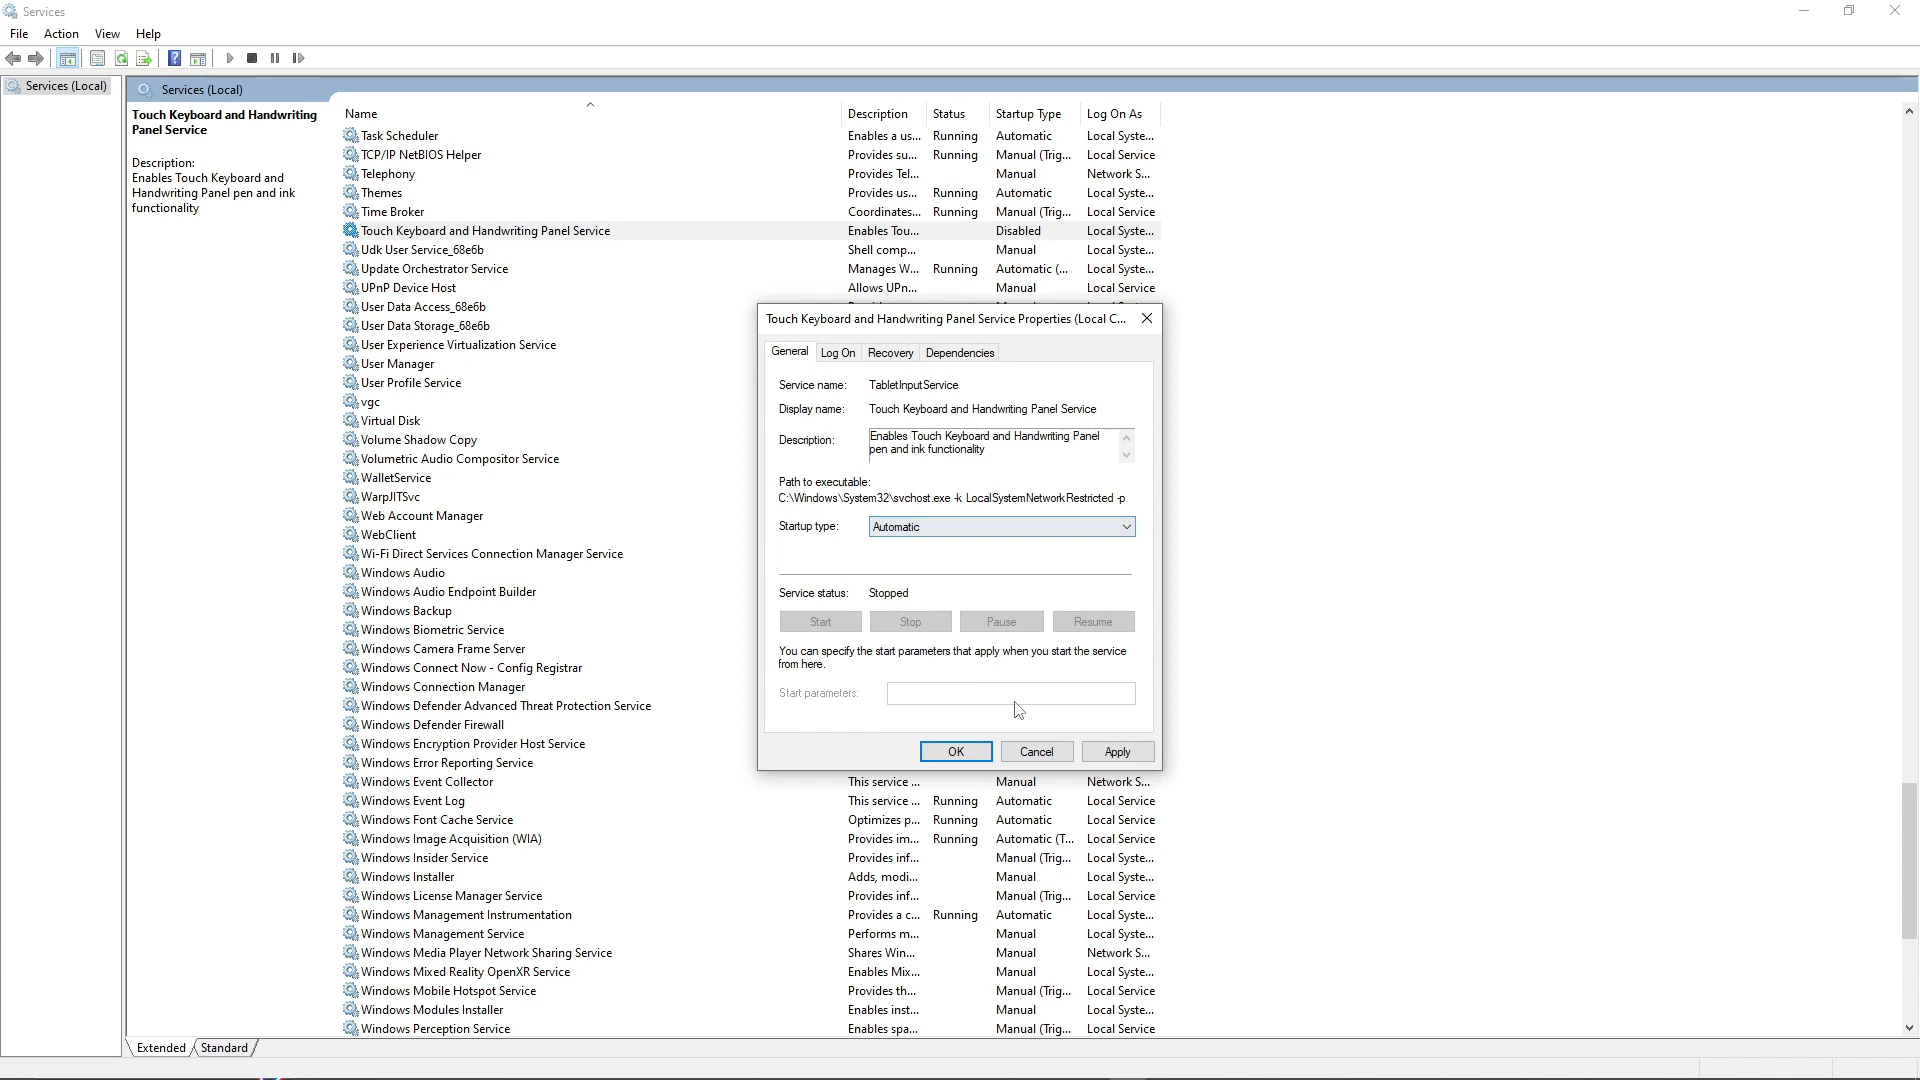 Services
File Action View Help
Services (Local)
Services (Local)
Touch Keyboard and Handwriting
Panel Service
Description:
Enables Touch Keyboard and
Handwriting Panel pen and ink
functionality
Name Description Status Startup Type Log On As
Task Scheduler Enables a us... Running Automatic Local Syste...
TCP/IP NetBIOS Helper Provides su... Running Manual (Trig... Local Service
Telephony Provides Tel... Manual Network S...
Themes Provides us... Running Automatic Local Syste...
Time Broker Coordinates... Running Manual (Trig... Local Service
Touch Keyboard and Handwriting Panel Service Enables Tou... Disabled Local Syste...
Udk User Service_68e6b Shell comp... Manual Local Syste...
Update Orchestrator Service Manages W... Running Automatic (... Local Syste...
UPnP Device Host Allows UPn... Manual Local Service
User Data Access_68e6b
User Data Storage_68e6b
User Experience Virtualization Service
User Manager
User Profile Service
vgc
Virtual Disk
Volume Shadow Copy
Volumetric Audio Compositor Service
WalletService
WarpJITSvc
Web Account Manager
WebClient
Wi-Fi Direct Services Connection Manager Service
Windows Audio
Windows Audio Endpoint Builder
Windows Backup
Windows Biometric Service
Windows Camera Frame Server
Windows Connect Now - Config Registrar
Windows Connection Manager
Windows Defender Advanced Threat Protection Service
Windows Defender Firewall
Windows Encryption Provider Host Service
Windows Error Reporting Service
Windows Event Collector This service ... Manual Network S...
Windows Event Log This service ... Running Automatic Local Service
Windows Font Cache Service Optimizes p... Running Automatic Local Service
Windows Image Acquisition (WIA) Provides im... Running Automatic (T... Local Service
Windows Insider Service Provides inf... Manual (Trig... Local Syste...
Windows Installer Adds, modi... Manual Local Syste...
Windows License Manager Service Provides inf... Manual (Trig... Local Service
Windows Management Instrumentation Provides a c... Running Automatic Local Syste...
Windows Management Service Performs m... Manual Local Syste...
Windows Media Player Network Sharing Service Shares Win... Manual Network S...
Windows Mixed Reality OpenXR Service Enables Mix... Manual Local Syste...
Windows Mobile Hotspot Service Provides th... Manual (Trig... Local Service
Windows Modules Installer Enables inst... Manual Local Syste...
Windows Perception Service Enables spa... Manual (Trig... Local Service
Touch Keyboard and Handwriting Panel Service Properties (Local C...
General Log On Recovery Dependencies
Service name: TabletInputService
Display name: Touch Keyboard and Handwriting Panel Service
Description: Enables Touch Keyboard and Handwriting Panel
pen and ink functionality
Path to executable:
C:\Windows\System32\svchost.exe -k LocalSystemNetworkRestricted -p
Startup type: Automatic
Service status: Stopped
Start Stop Pause Resume
You can specify the start parameters that apply when you start the service
from here.
Start parameters:
OK Cancel Apply
Extended Standard